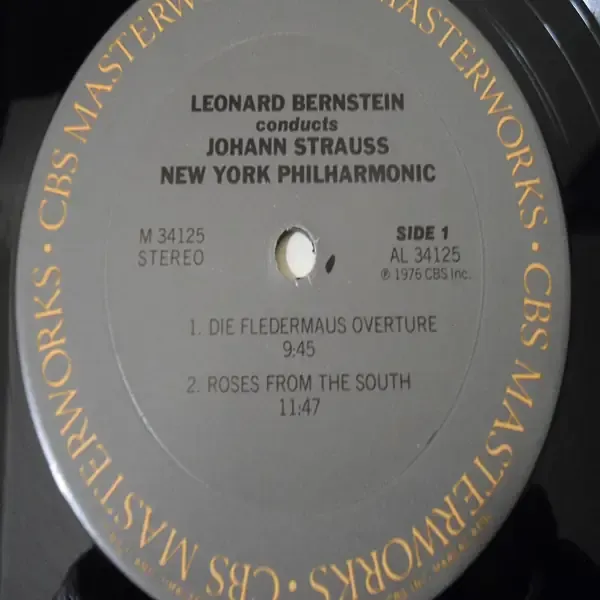 LEONARD BERNSTEIN
conducts
JOHANN STRAUSS
NEW YORK PHILHARMONIC
M 34125
STEREO
SIDE 1
AL 34125
℗ 1976 CBS Inc.
1. DIE FLEDERMAUS OVERTURE
9:45
2. ROSES FROM THE SOUTH
11:47
CBS MASTERWORKS • CBS MASTERWORKS • CBS MASTERWORKS • CBS MASTERWORKS